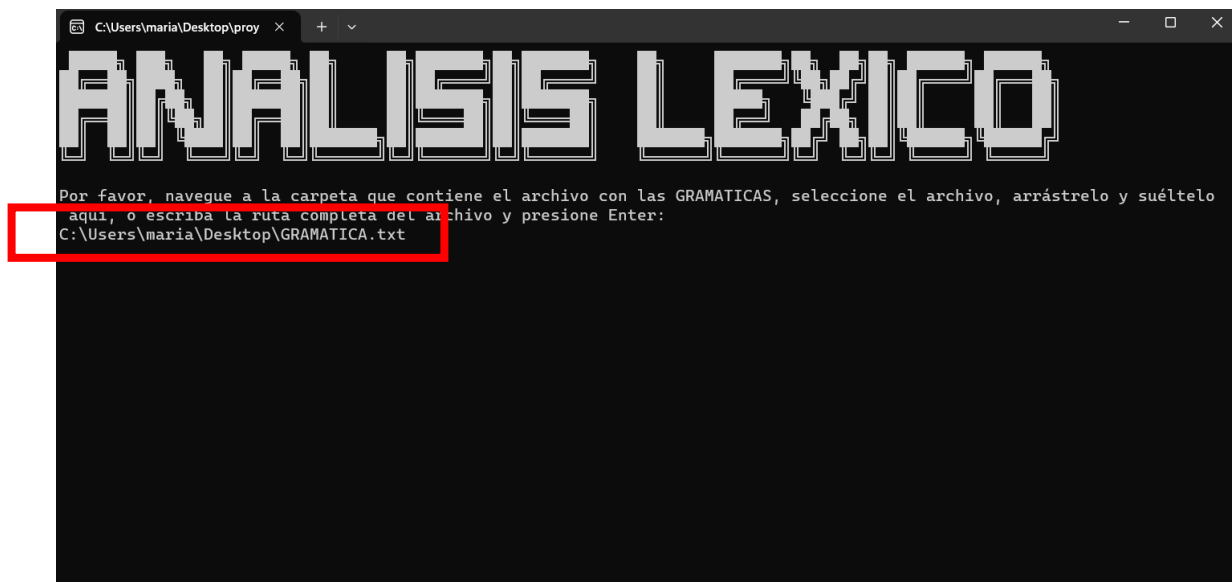 C:\Users\maria\Desktop\proy
ANALISIS LEXICO
Por favor, navegue a la carpeta que contiene el archivo con las GRAMATICAS, seleccione el archivo, arrástrelo y suéltelo
aquí, o escriba la ruta completa del archivo y presione Enter:
C:\Users\maria\Desktop\GRAMATICA.txt